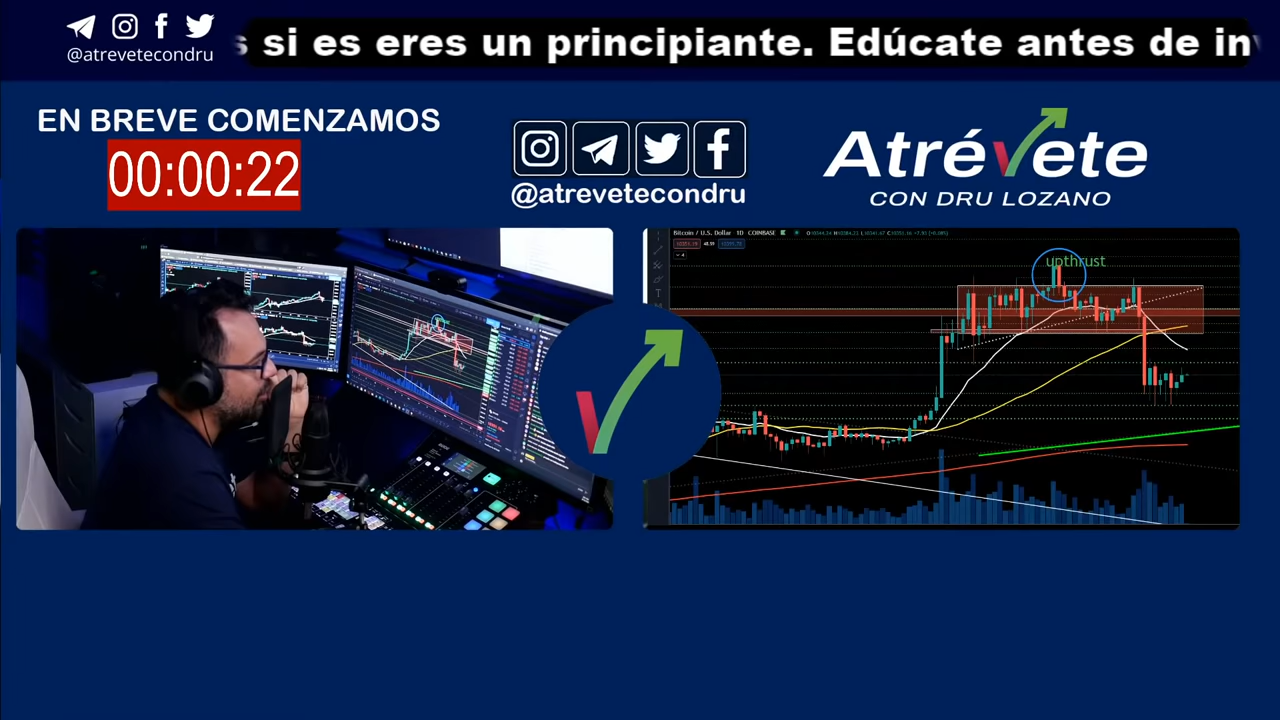 @atrevetecondru
si es eres un principiante. Edúcate antes de
EN BREVE COMENZAMOS
00:00:22
@atrevetecondru
Atrévete
CON DRU LOZANO
Bitcoin / U.S. Dollar 1D COINBASE
upthrust